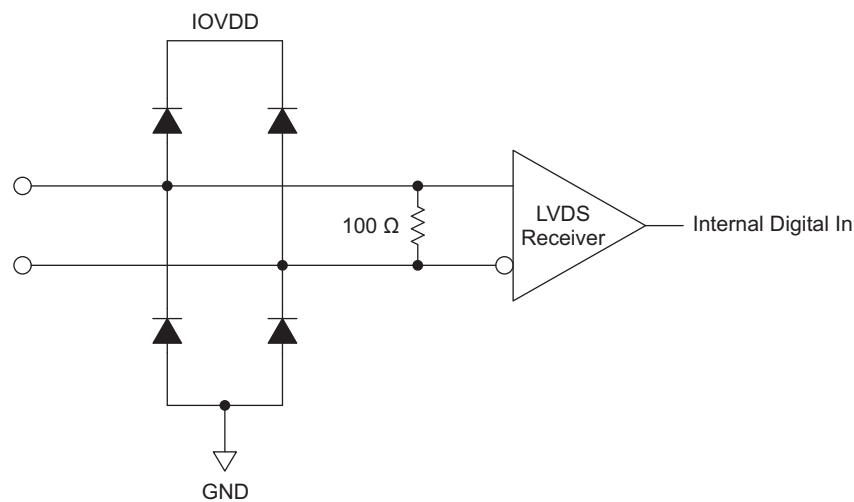 IOVDD
100 Ω
LVDS
Receiver
Internal Digital In
GND